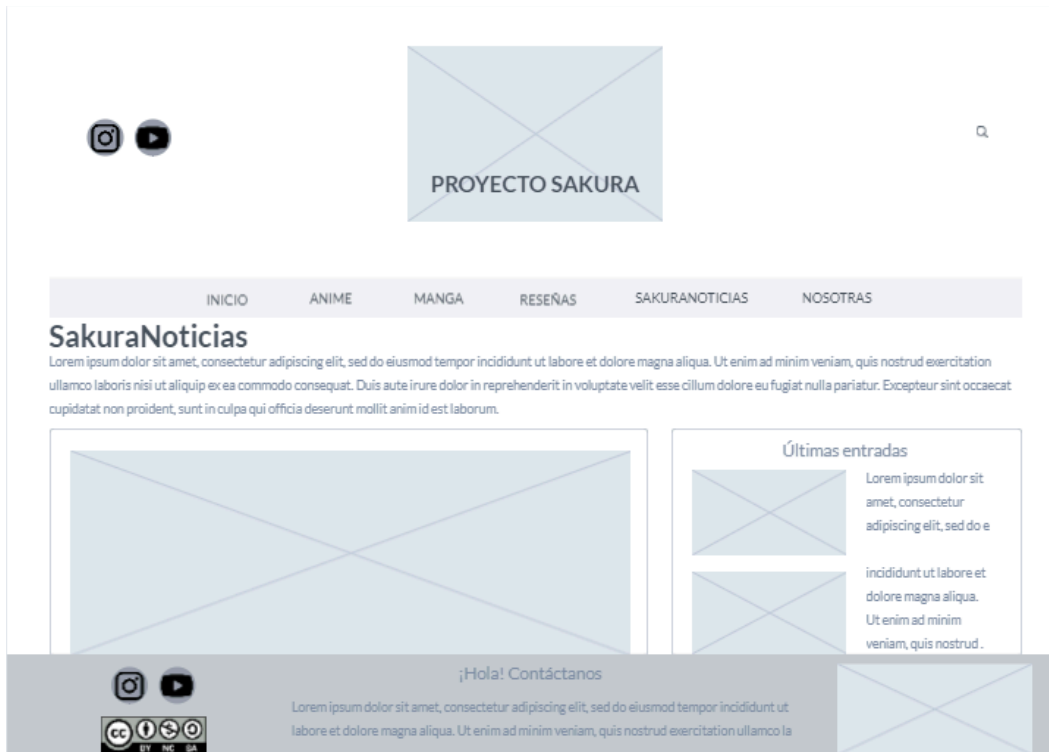 PROYECTO SAKURA
INICIO ANIME MANGA RESEÑAS SAKURANOTICIAS NOSOTRAS
SakuraNoticias
Lorem ipsum dolor sit amet, consectetur adipiscing elit, sed do eiusmod tempor incididunt ut labore et dolore magna aliqua. Ut enim ad minim veniam, quis nostrud exercitation
ullamco laboris nisi ut aliquip ex ea commodo consequat. Duis aute irure dolor in reprehenderit in voluptate velit esse cillum dolore eu fugiat nulla pariatur. Excepteur sint occaecat
cupidatat non proident, sunt in culpa qui officia deserunt mollit anim id est laborum.
Últimas entradas
Lorem ipsum dolor sit
amet, consectetur
adipiscing elit, sed do e
incididunt ut labore et
dolore magna aliqua.
Ut enim ad minim
veniam, quis nostrud .
¡Hola! Contáctanos
Lorem ipsum dolor sit amet, consectetur adipiscing elit, sed do eiusmod tempor incididunt ut
labore et dolore magna aliqua. Ut enim ad minim veniam, quis nostrud exercitation ullamco la
cc
BY NC SA